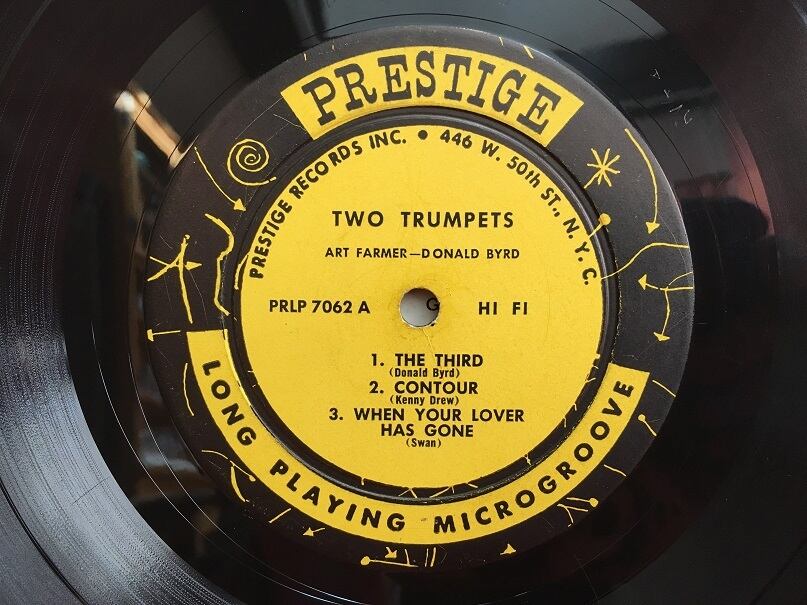 PRESTIGE
PRESTIGE RECORDS INC. • 446 W. 50th ST., N.Y.C.
TWO TRUMPETS
ART FARMER—DONALD BYRD
PRLP 7062 A G HI FI
1. THE THIRD
(Donald Byrd)
2. CONTOUR
(Kenny Drew)
3. WHEN YOUR LOVER
HAS GONE
(Swan)
LONG PLAYING MICROGROOVE